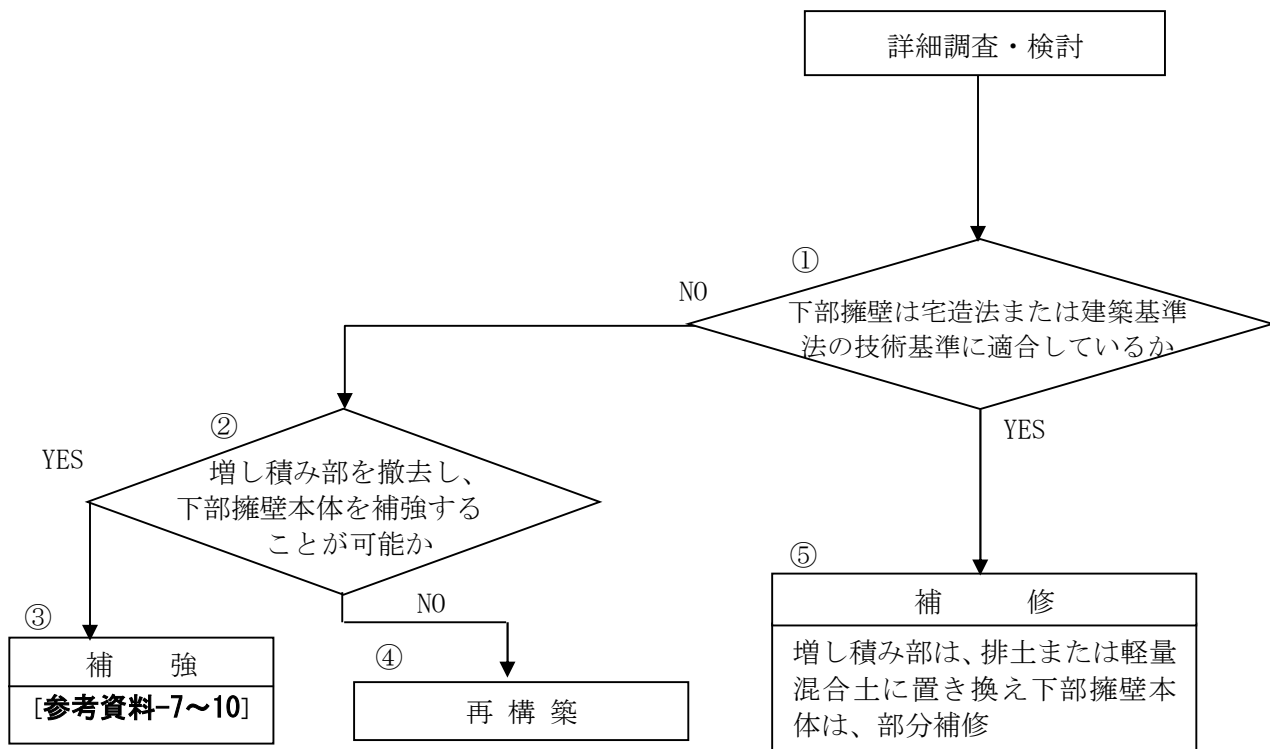 詳細調査・検討
①
NO
下部擁壁は宅造法または建築基準
法の技術基準に適合しているか
YES
②
YES
増し積み部を撤去し、
下部擁壁本体を補強する
ことが可能か
NO
③
補　　強
[参考資料-7～10]
④
再 構 築
⑤
補　　　修
増し積み部は、排土または軽量
混合土に置き換え下部擁壁本
体は、部分補修